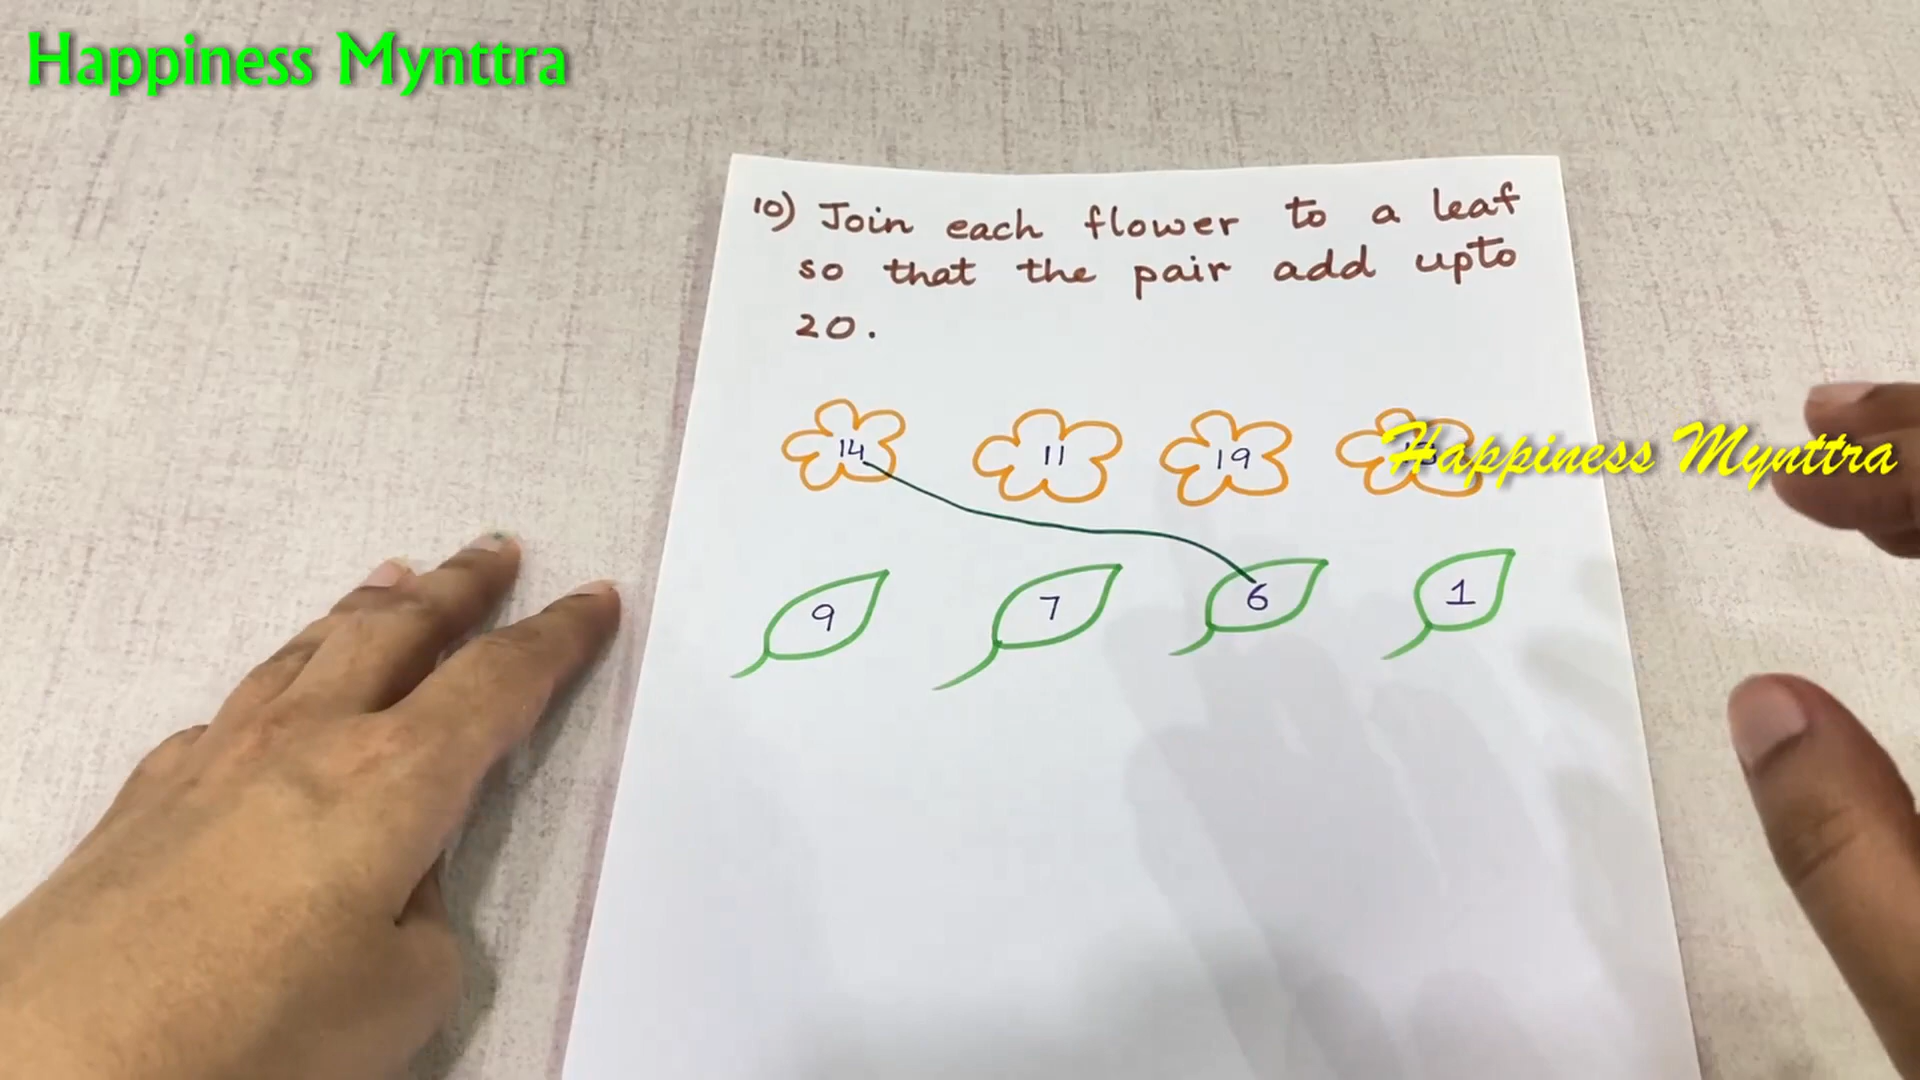 Happiness Mynttra
10) Join each flower to a leaf
so that the pair add upto
20.
14 11 19
Happiness Mynttra
9 7 6 1